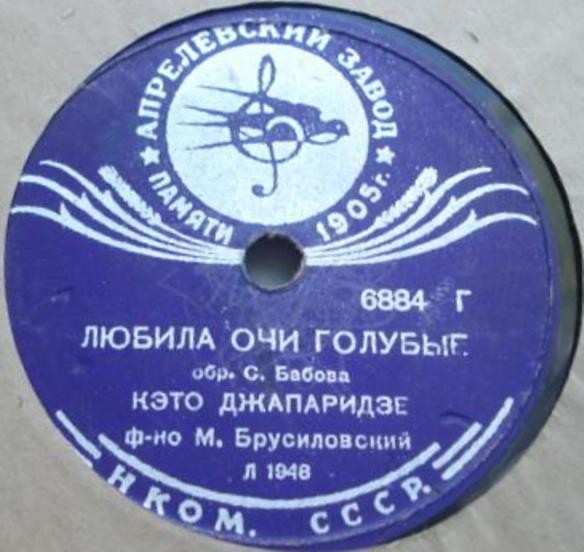 ★ АПРЕЛЕВСКИЙ ЗАВОД ★
ПАМЯТИ 1905г.
6884 Г
ЛЮБИЛА ОЧИ ГОЛУБЫЕ
обр. С. Бабова
КЭТО ДЖАПАРИДЗЕ
ф-но М. Брусиловский
Л 1948
НКОМ. СССР.